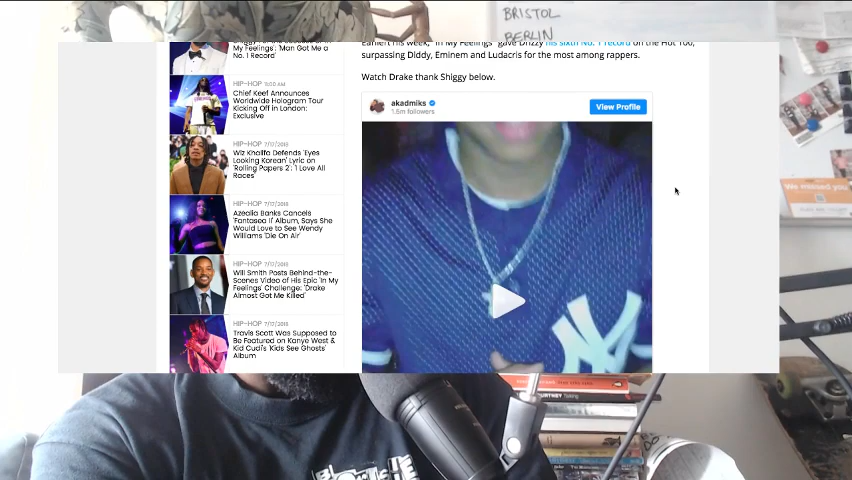 BRISTOL
BERLIN
My Feelings': 'Man Got Me a
No. 1 Record'
HIP-HOP 11:00 AM
Chief Keef Announces
Worldwide Hologram Tour
Kicking Off in London:
Exclusive
HIP-HOP 7/17/2018
Wiz Khalifa Defends 'Eyes
Looking Korean' Lyric on
'Rolling Papers 2': 'I Love All
Races'
HIP-HOP 7/17/2018
Azealia Banks Cancels
'Fantasea II' Album, Says She
Would Love to See Wendy
Williams 'Die On Air'
HIP-HOP 7/17/2018
Will Smith Posts Behind-the-
Scenes Video of His Epic 'In My
Feelings' Challenge: 'Drake
Almost Got Me Killed'
HIP-HOP 7/17/2018
Travis Scott Was Supposed to
Be Featured on Kanye West &
Kid Cudi's 'Kids See Ghosts'
Album
Earlier this week, "In My Feelings" gave Drizzy his sixth No. 1 record on the Hot 100,
surpassing Diddy, Eminem and Ludacris for the most among rappers.
Watch Drake thank Shiggy below.
akadmiks
1.5m followers
View Profile
NY
We missed you